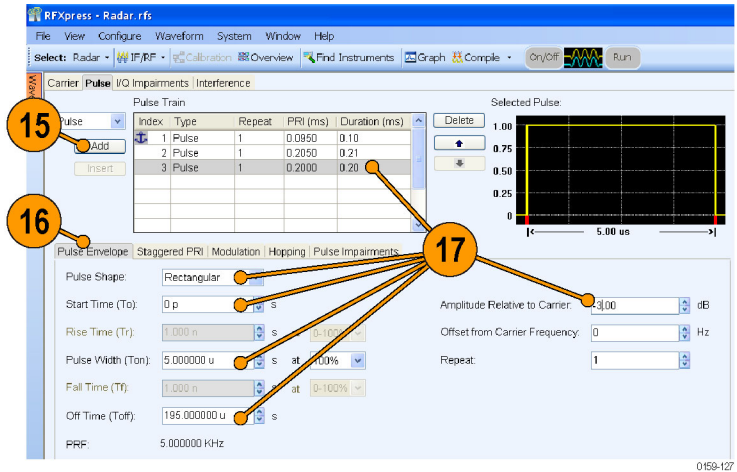 RFXpress - Radar.rfs
File View Configure Waveform System Window Help
Select: Radar IF/RF Calibration Overview Find Instruments Graph Compile On/Off Run
Carrier Pulse I/Q Impairments Interference
Pulse Train
Selected Pulse:
Pulse
Index Type Repeat PRI (ms) Duration (ms)
1 Pulse 1 0.0950 0.10
2 Pulse 1 0.2050 0.21
3 Pulse 1 0.2000 0.20
Add
Insert
Delete
1.00
0.75
0.50
0.25
0
5.00 us
15
16
17
Pulse Envelope Staggered PRI Modulation Hopping Pulse Impairments
Pulse Shape: Rectangular
Start Time (To): 0 p s
Amplitude Relative to Carrier: -3.00 dB
Rise Time (Tr): 1.000 n s 0-100%
Offset from Carrier Frequency: 0 Hz
Pulse Width (Ton): 5.000000 u s at 100%
Repeat: 1
Fall Time (Tf): 1.000 n s at 0-100%
Off Time (Toff): 195.000000 u s
PRF: 5.000000 KHz
0159-127